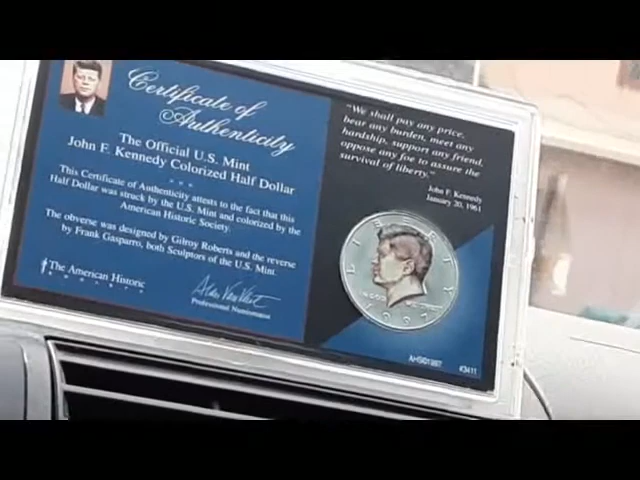 Certificate of
Authenticity
The Official U.S. Mint
John F. Kennedy Colorized Half Dollar
This Certificate of Authenticity attests to the fact that this
Half Dollar was struck by the U.S. Mint and colorized by the
American Historic Society.
The obverse was designed by Gilroy Roberts and the reverse
by Frank Gasparro, both Sculptors of the U.S. Mint.
The American Historic
SOCIETY
Professional Numismatist
"We shall pay any price,
bear any burden, meet any
hardship, support any friend,
oppose any foe to assure the
survival of liberty."
John F. Kennedy
January 20, 1961
LIBERTY
1997
AHS01997 #3411